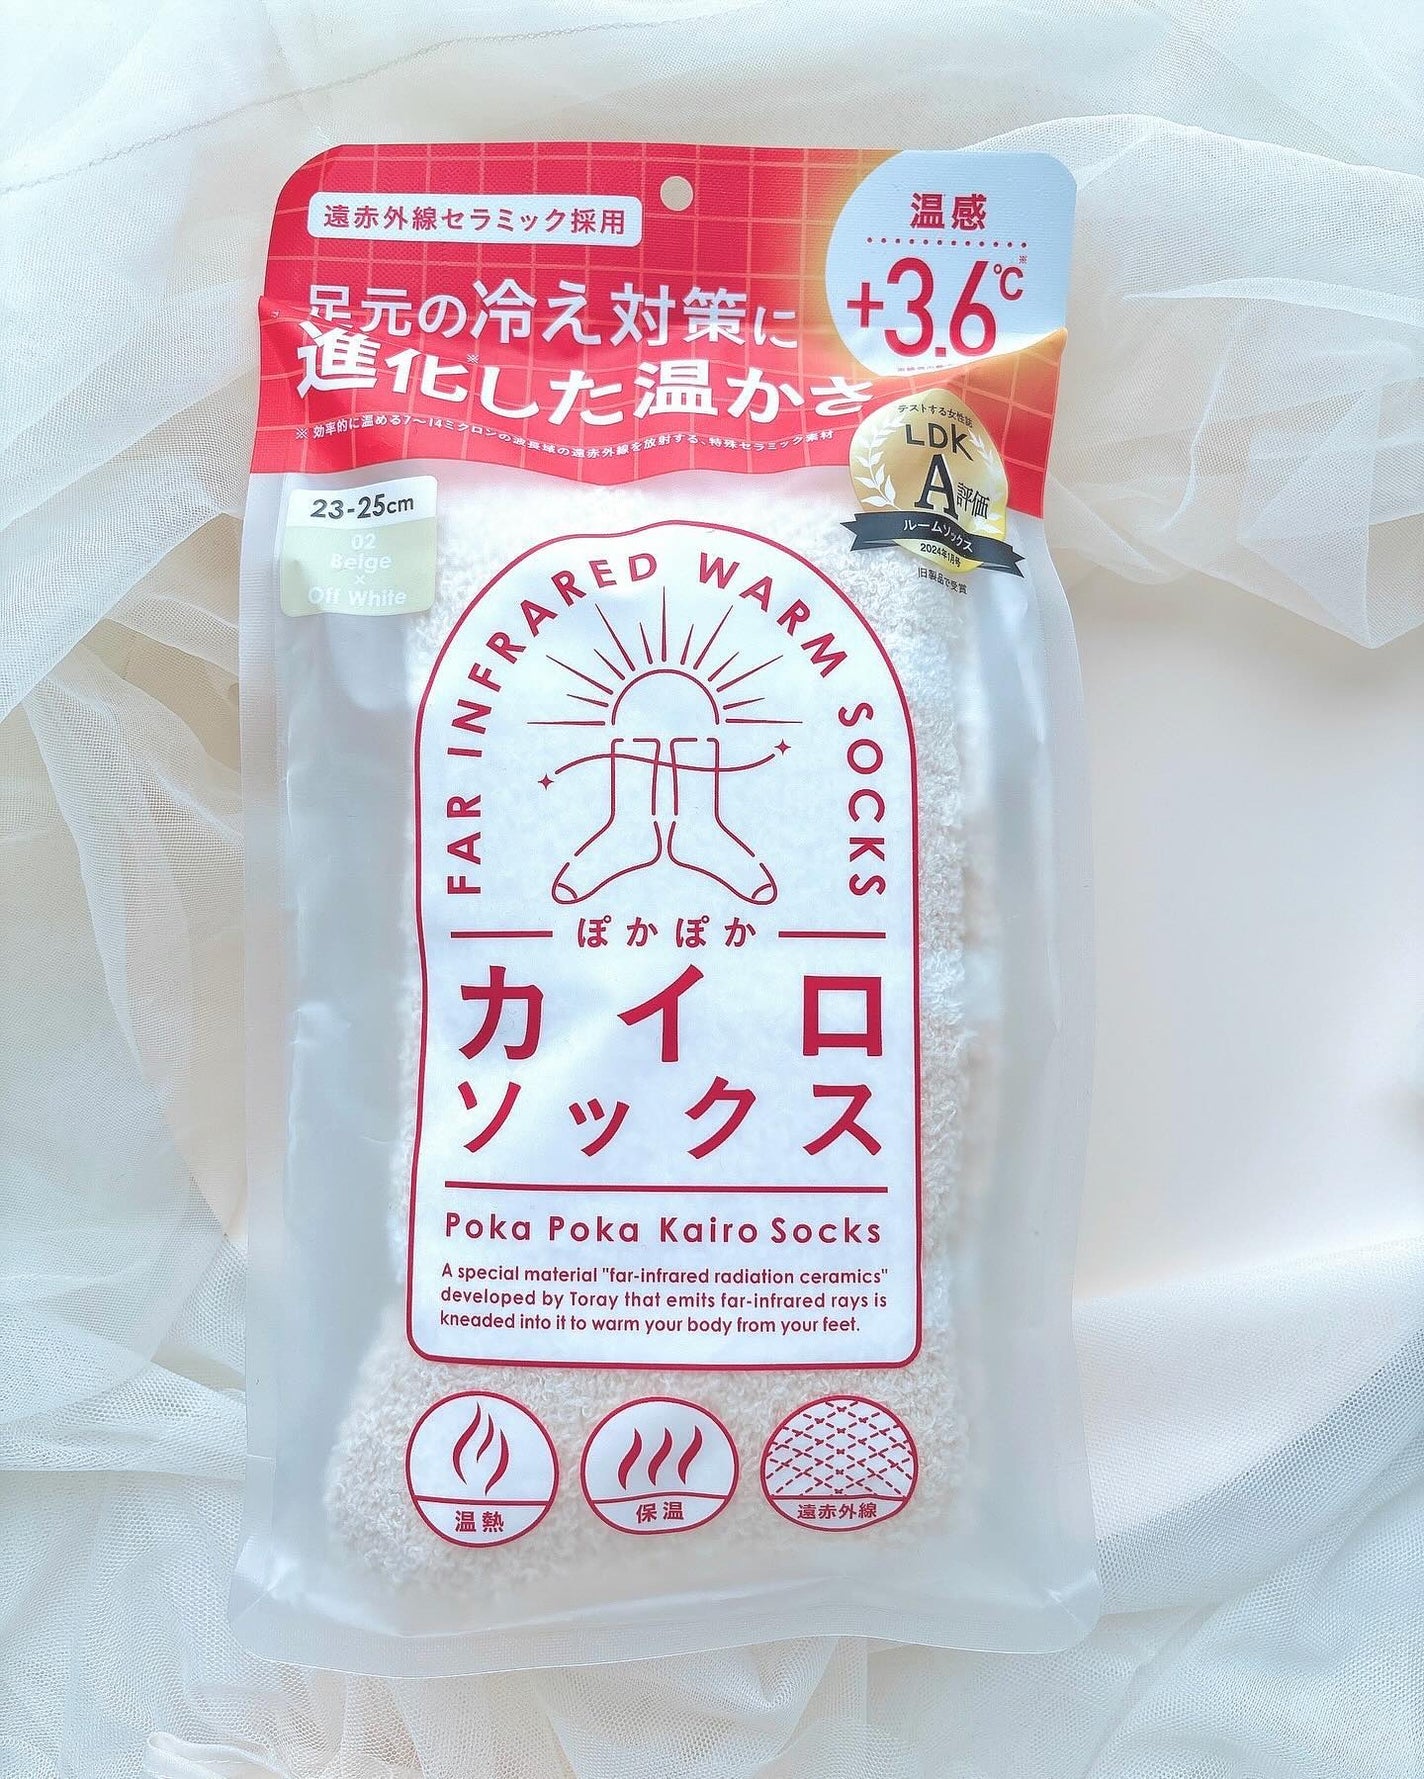 遠赤外線セラミック採用
温感
+3.6℃※
足元の冷え対策に
進化※した温かさ
※ 効率的に温める7〜14ミクロンの波長域の遠赤外線を放射する、特殊セラミック素材
テストする女性誌
LDK
A評価
ルームソックス
2024年1月号
旧製品で受賞
23-25cm
02
Beige
×
Off White
FAR INFRARED WARM SOCKS
ぽかぽか
カイロ
ソックス
Poka Poka Kairo Socks
A special material "far-infrared radiation ceramics"
developed by Toray that emits far-infrared rays is
kneaded into it to warm your body from your feet.
温熱
保温
遠赤外線